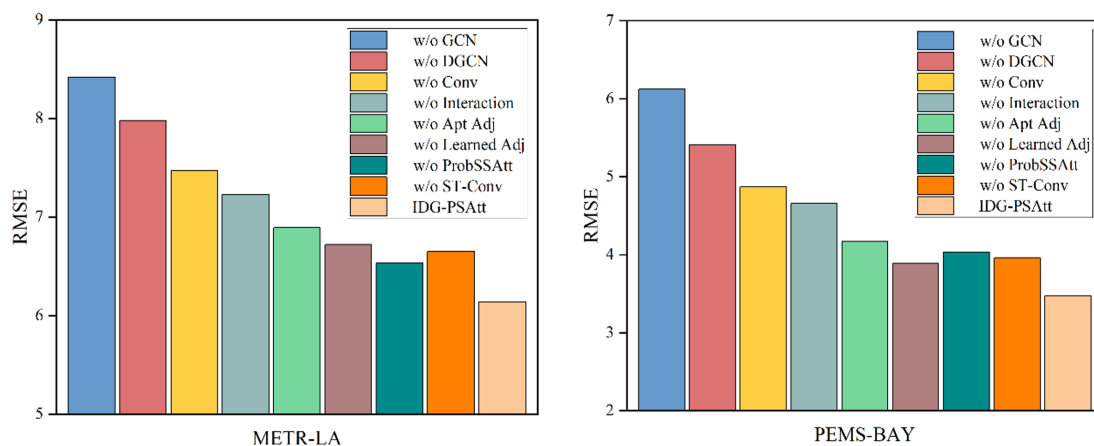 9
8
7
6
5
RMSE
w/o GCN
w/o DGCN
w/o Conv
w/o Interaction
w/o Apt Adj
w/o Learned Adj
w/o ProbSSAtt
w/o ST-Conv
IDG-PSAtt
METR-LA
7
6
5
4
3
2
RMSE
w/o GCN
w/o DGCN
w/o Conv
w/o Interaction
w/o Apt Adj
w/o Learned Adj
w/o ProbSSAtt
w/o ST-Conv
IDG-PSAtt
PEMS-BAY